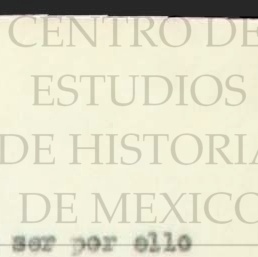 CENTRO DE
ESTUDIOS
DE HISTORIA
DE MEXICO
ser por ello